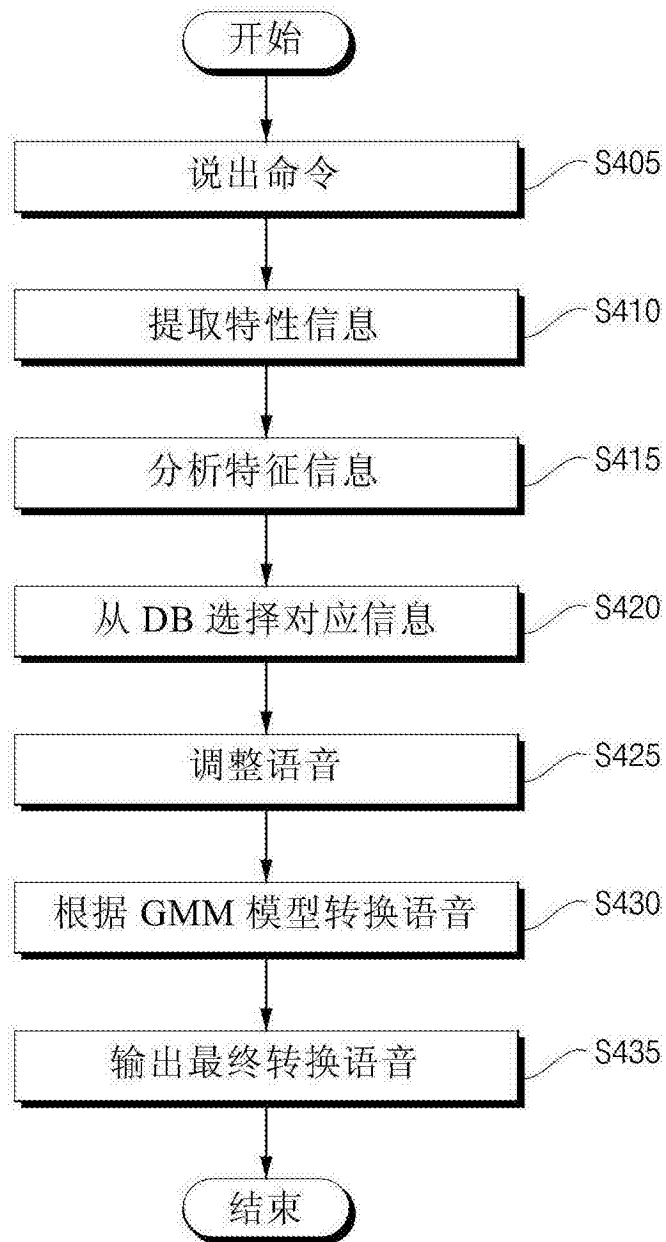 开始
说出命令
S405
提取特性信息
S410
分析特征信息
S415
从 DB 选择对应信息
S420
调整语音
S425
根据 GMM 模型转换语音
S430
输出最终转换语音
S435
结束